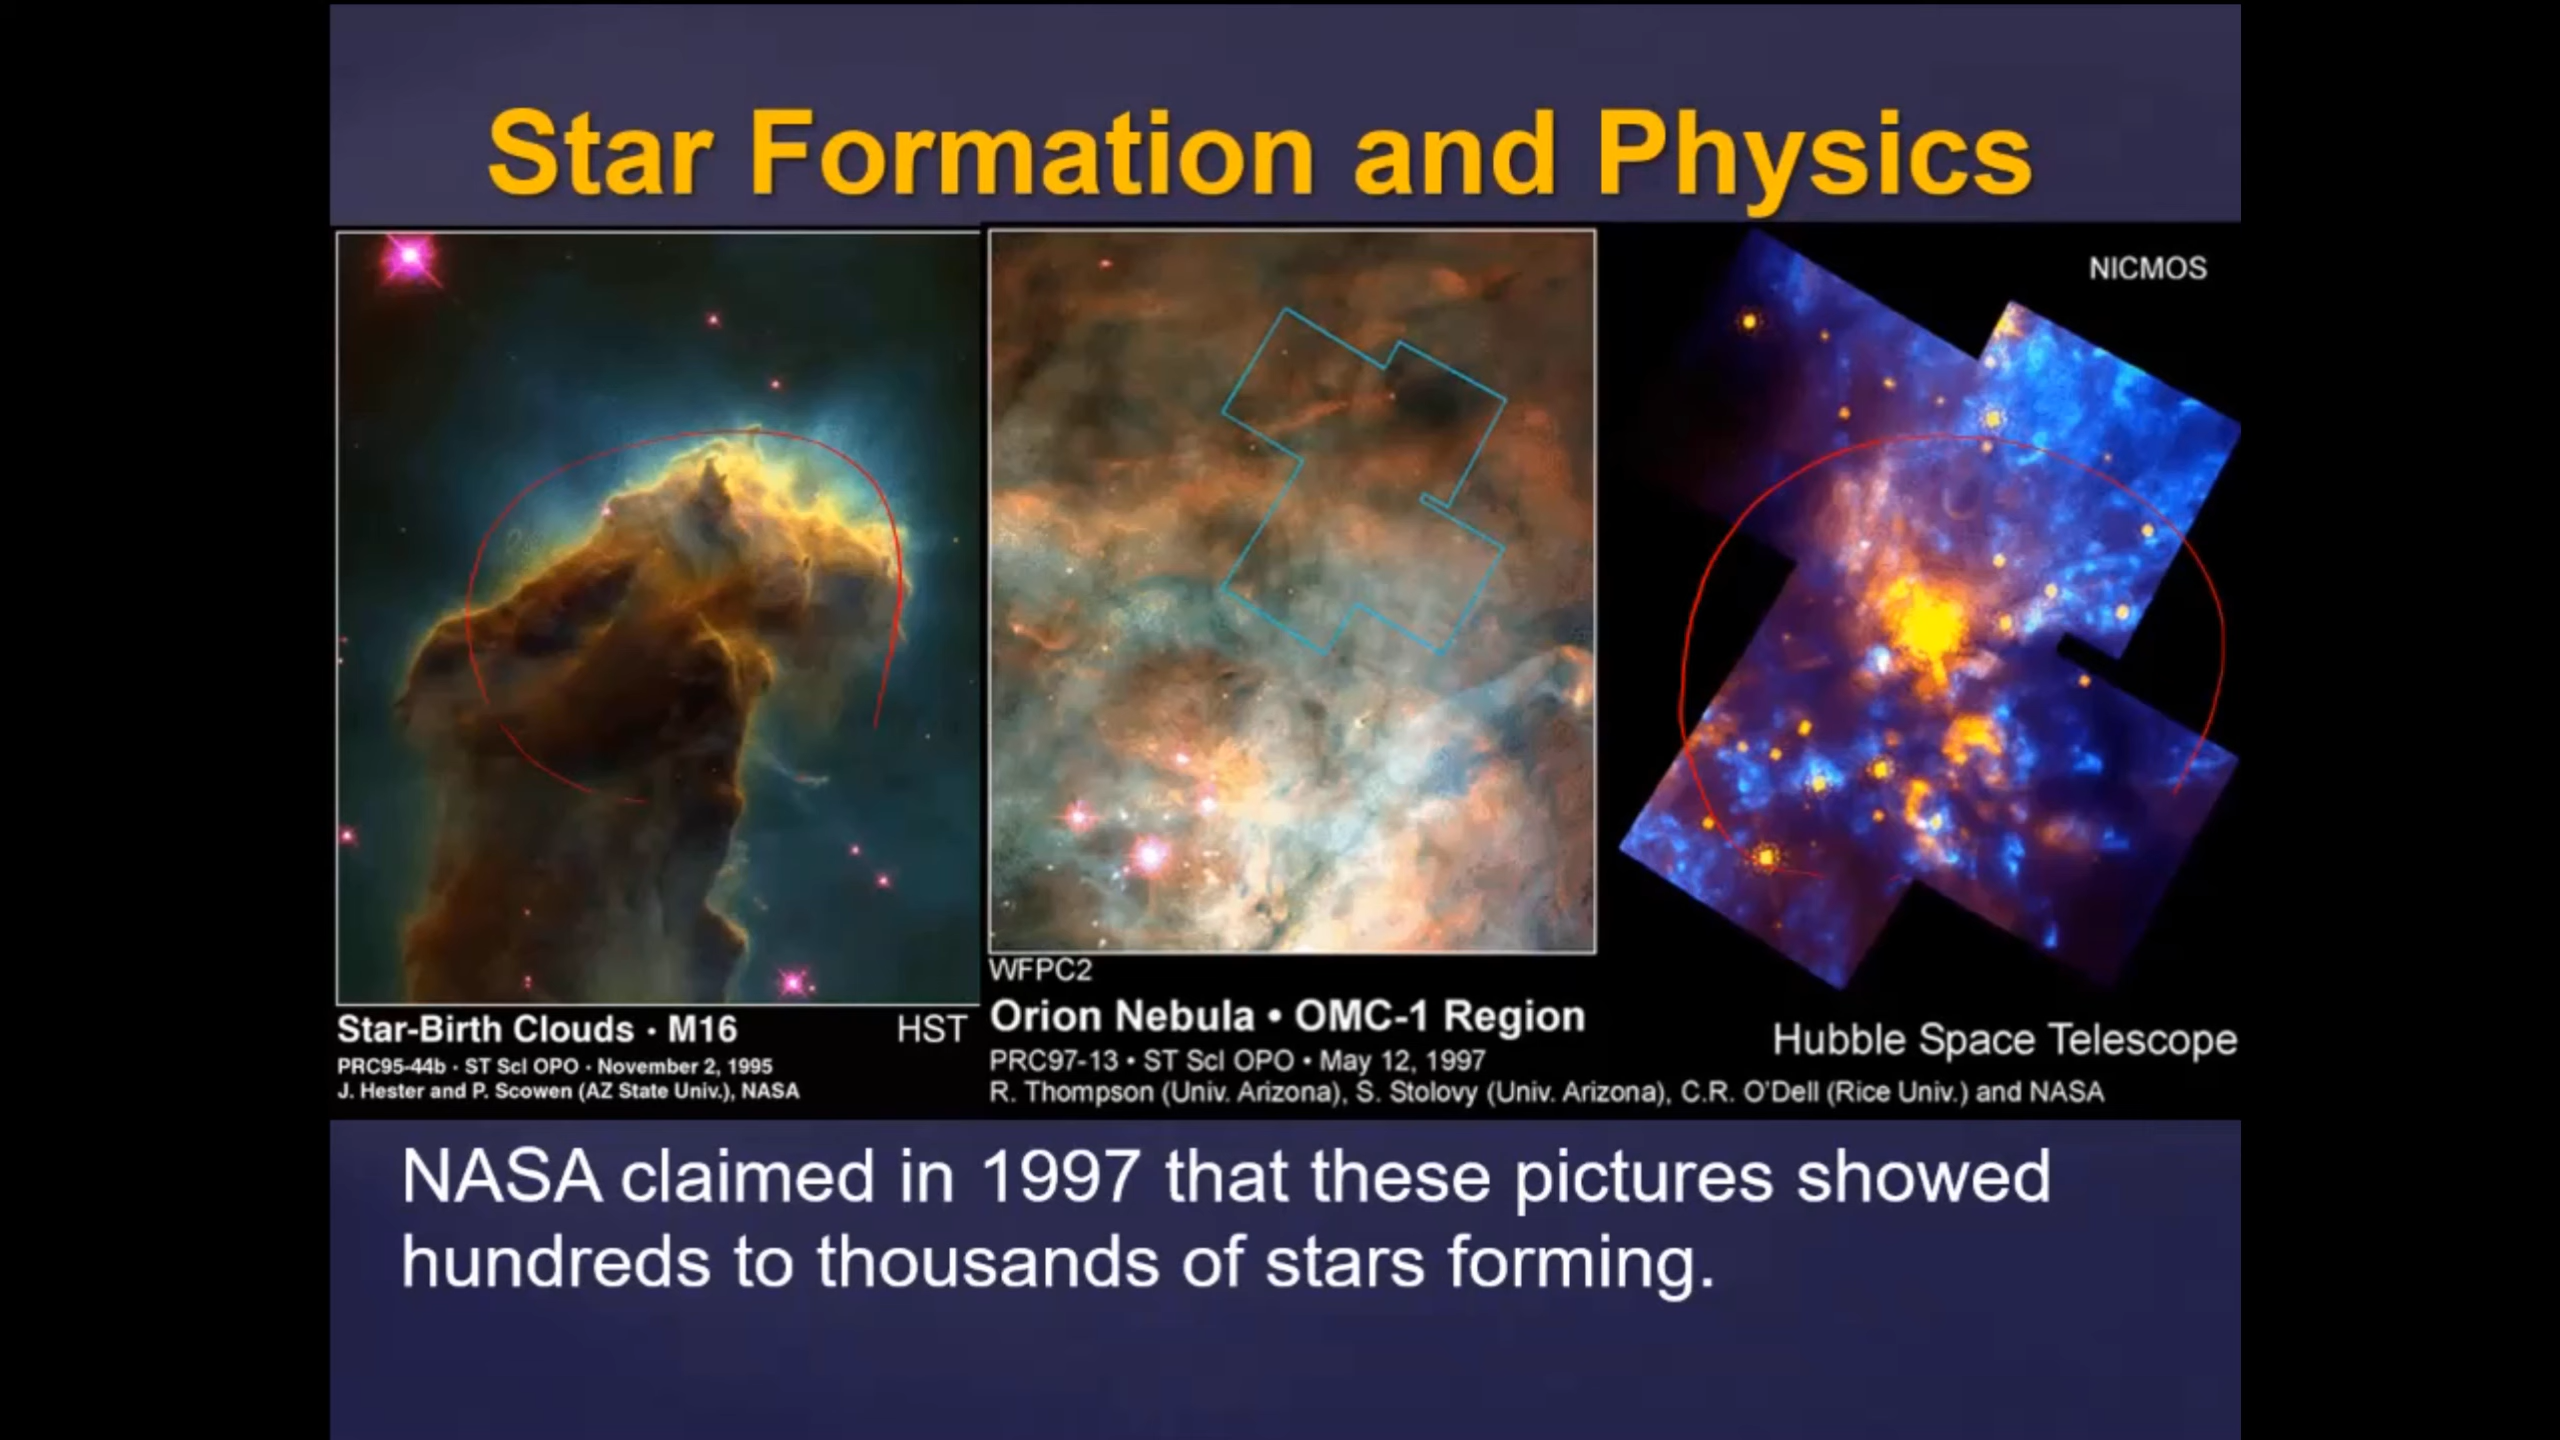 Star Formation and Physics
NICMOS
Star-Birth Clouds · M16
HST
PRC95-44b · ST ScI OPO · November 2, 1995
J. Hester and P. Scowen (AZ State Univ.), NASA
WFPC2
Orion Nebula • OMC-1 Region
PRC97-13 • ST ScI OPO • May 12, 1997
R. Thompson (Univ. Arizona), S. Stolovy (Univ. Arizona), C.R. O'Dell (Rice Univ.) and NASA
Hubble Space Telescope
NASA claimed in 1997 that these pictures showed
hundreds to thousands of stars forming.